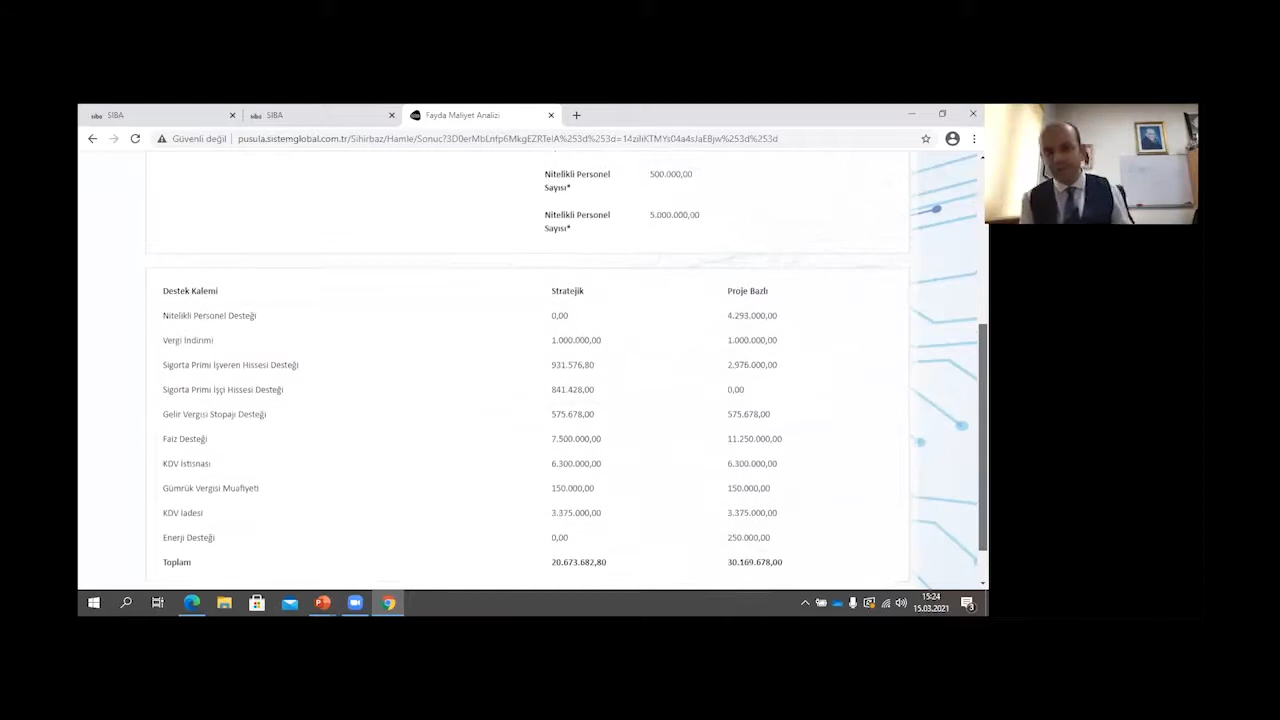 SIBA
SIBA
Fayda Maliyet Analizi
Güvenli değil
pusula.sistemglobal.com.tr/Sihirbaz/Hamle/Sonuc?3D0erMbLnfp6MkgEZRTelA%253d%253d=14ziliKTMYs04a4sJaEBjw%253d%253d
Nitelikli Personel 500.000,00
Sayısı*
Nitelikli Personel 5.000.000,00
Sayısı*
Destek Kalemi Stratejik Proje Bazlı
Nitelikli Personel Desteği 0,00 4.293.000,00
Vergi İndirimi 1.000.000,00 1.000.000,00
Sigorta Primi İşveren Hissesi Desteği 931.576,80 2.976.000,00
Sigorta Primi İşçi Hissesi Desteği 841.428,00 0,00
Gelir Vergisi Stopajı Desteği 575.678,00 575.678,00
Faiz Desteği 7.500.000,00 11.250.000,00
KDV İstisnası 6.300.000,00 6.300.000,00
Gümrük Vergisi Muafiyeti 150.000,00 150.000,00
KDV İadesi 3.375.000,00 3.375.000,00
Enerji Desteği 0,00 250.000,00
Toplam 20.673.682,80 30.169.678,00
15:24
15.03.2021